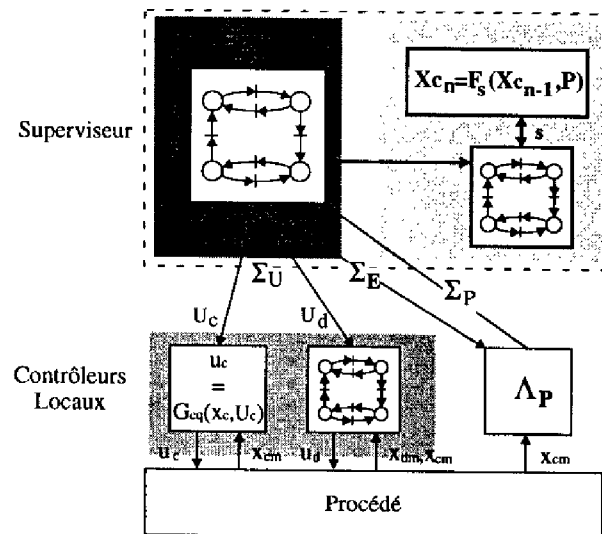 Xc_n=F_s(Xc_{n-1},P)
s
Superviseur
Σ_Ū
Σ_E
Σ_P
U_c
U_d
Contrôleurs
Locaux
u_c
=
G_cq(x_c,U_c)
Λ_P
u_c
x_cm
u_d
x_dm,x_cm
x_cm
Procédé